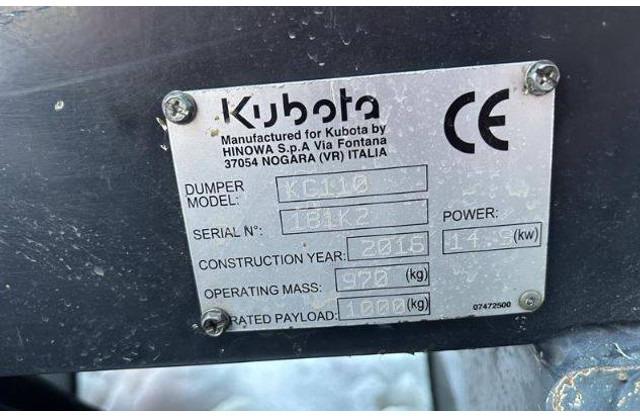 Kubota
CE
Manufactured for Kubota by
HINOWA S.p.A Via Fontana
37054 NOGARA (VR) ITALIA
DUMPER
MODEL: KC110
SERIAL N°: 181K2
POWER:
14.9 (kw)
CONSTRUCTION YEAR: 2016
OPERATING MASS: 970 (kg)
RATED PAYLOAD: 1000 (kg)
07472500